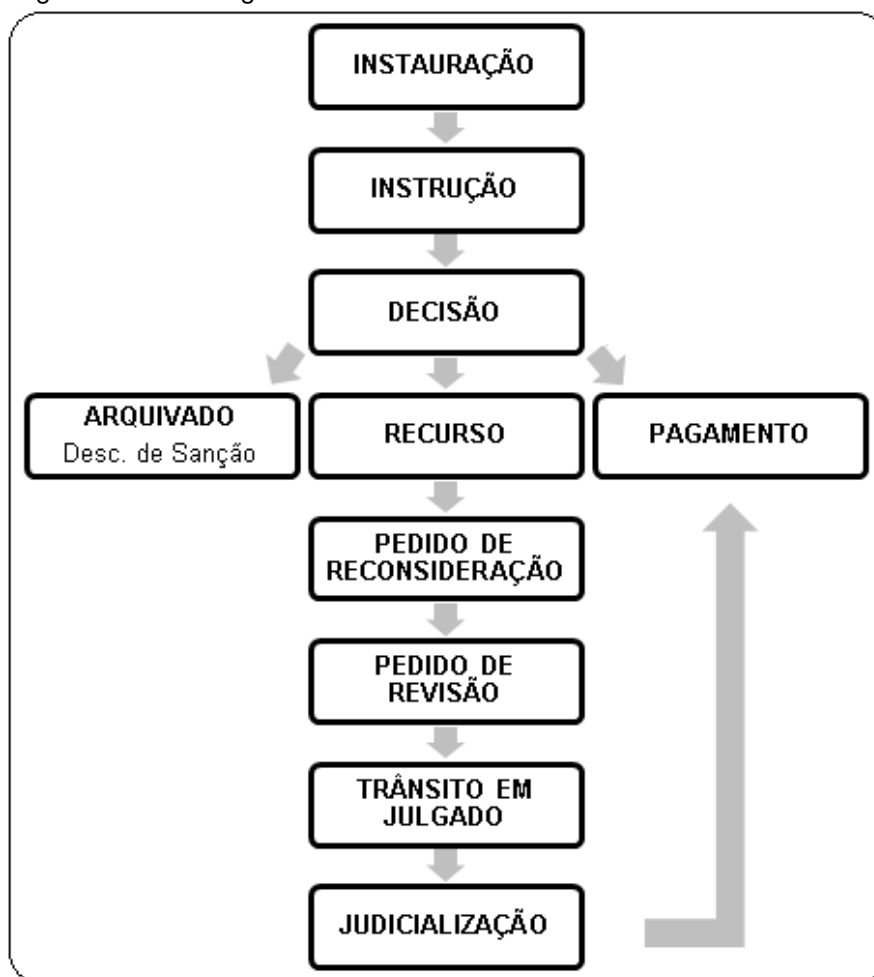 INSTAURAÇÃO
INSTRUÇÃO
DECISÃO
ARQUIVADO
Desc. de Sanção
RECURSO
PAGAMENTO
PEDIDO DE
RECONSIDERAÇÃO
PEDIDO DE
REVISÃO
TRÂNSITO EM
JULGADO
JUDICIALIZAÇÃO